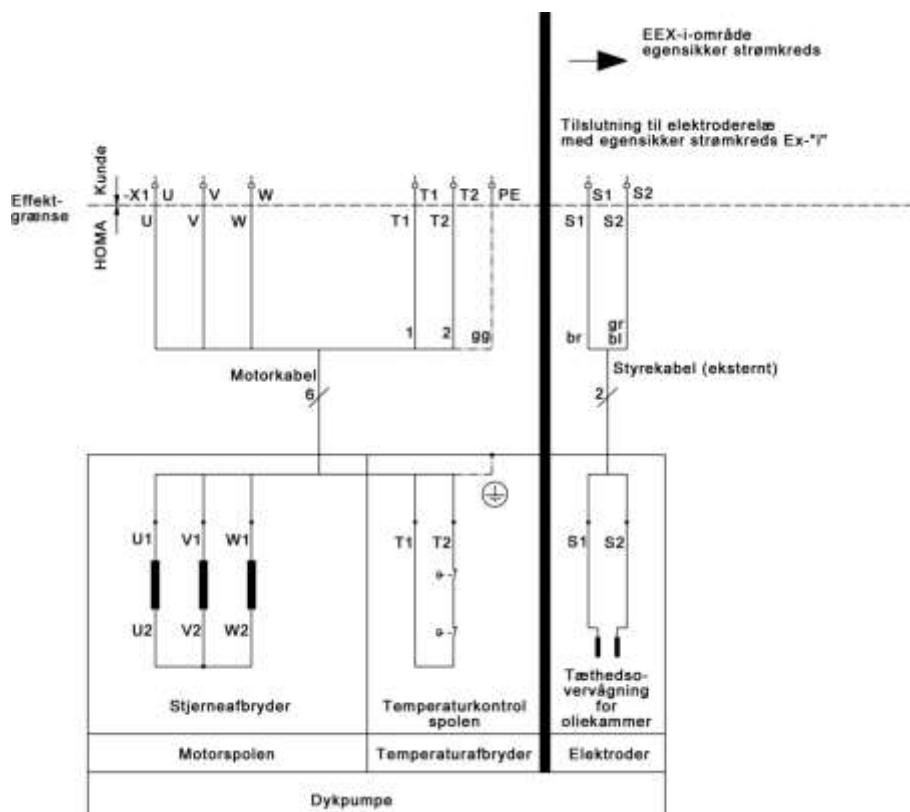 EEX-i-område
egensikker strømkreds
Tilslutning til elektroderelæ
med egensikker strømkreds Ex-"i"
Kunde
Effekt-
grænse
HOMA
-X1 U V W T1 T2 PE S1 S2
U V W T1 T2 S1 S2
1 2 gg br gr
bl
Motorkabel
6
Styrekabel (eksternt)
2
U1 V1 W1 T1 T2 S1 S2
U2 V2 W2
Stjerneafbryder
Temperaturkontrol
spolen
Tæthedso-
vervågning
for
oliekammer
Motorspolen
Temperaturafbryder
Elektroder
Dykpumpe